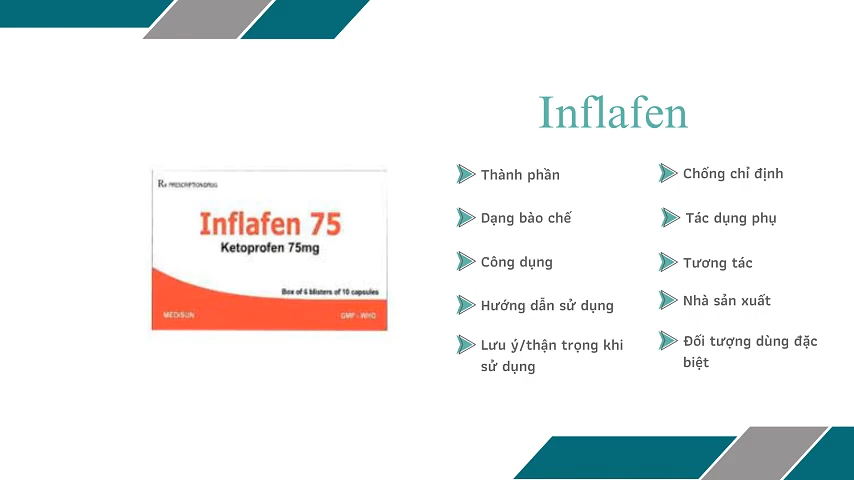 Inflafen
Rx PRESCRIPTION DRUG
Inflafen 75
Ketoprofen 75mg
Box of 6 blisters of 10 capsules
MEDISUN
GMP - WHO
Thành phần
Dạng bào chế
Công dụng
Hướng dẫn sử dụng
Lưu ý/thận trọng khi
sử dụng
Chống chỉ định
Tác dụng phụ
Tương tác
Nhà sản xuất
Đối tượng dùng đặc
biệt